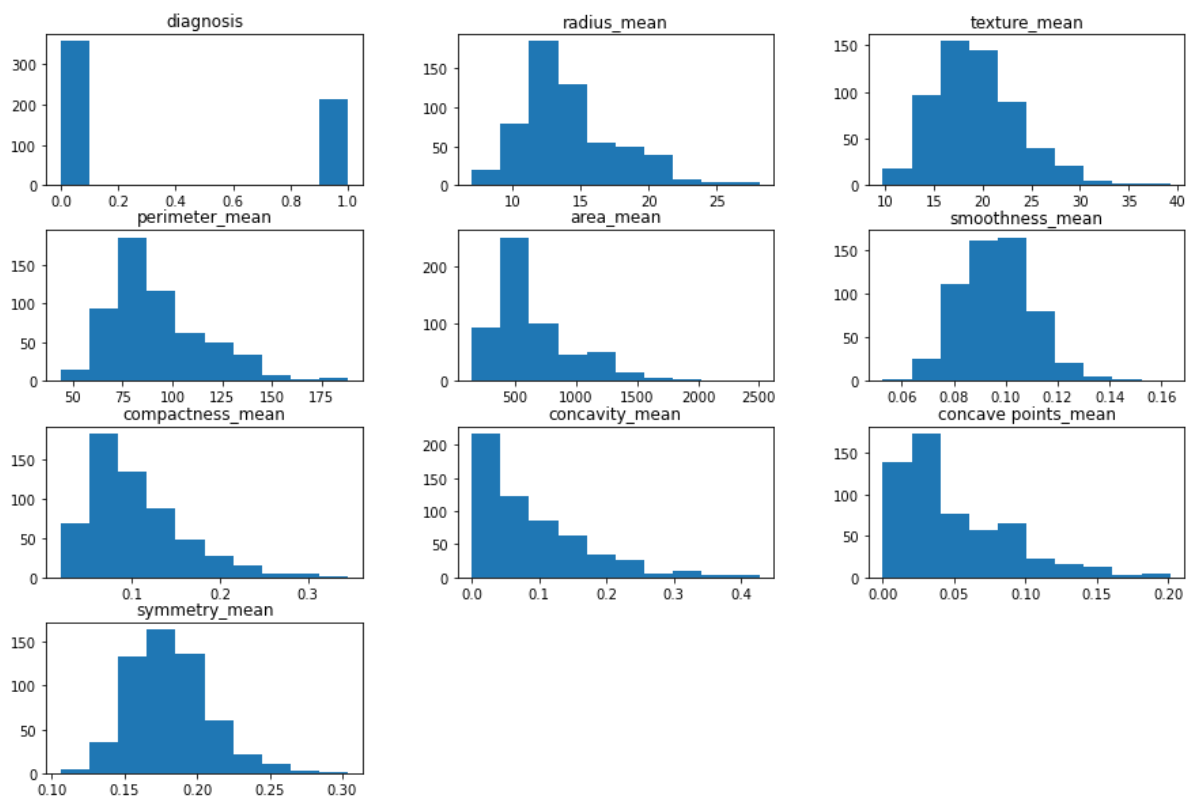 diagnosis
300
200
100
0
0.0 0.2 0.4 0.6 0.8 1.0
radius_mean
150
100
50
0
10 15 20 25
texture_mean
150
100
50
0
10 15 20 25 30 35 40
perimeter_mean
150
100
50
0
50 75 100 125 150 175
area_mean
200
100
0
500 1000 1500 2000 2500
smoothness_mean
150
100
50
0
0.06 0.08 0.10 0.12 0.14 0.16
compactness_mean
150
100
50
0
0.1 0.2 0.3
concavity_mean
200
150
100
50
0
0.0 0.1 0.2 0.3 0.4
concave points_mean
150
100
50
0
0.00 0.05 0.10 0.15 0.20
symmetry_mean
150
100
50
0
0.10 0.15 0.20 0.25 0.30